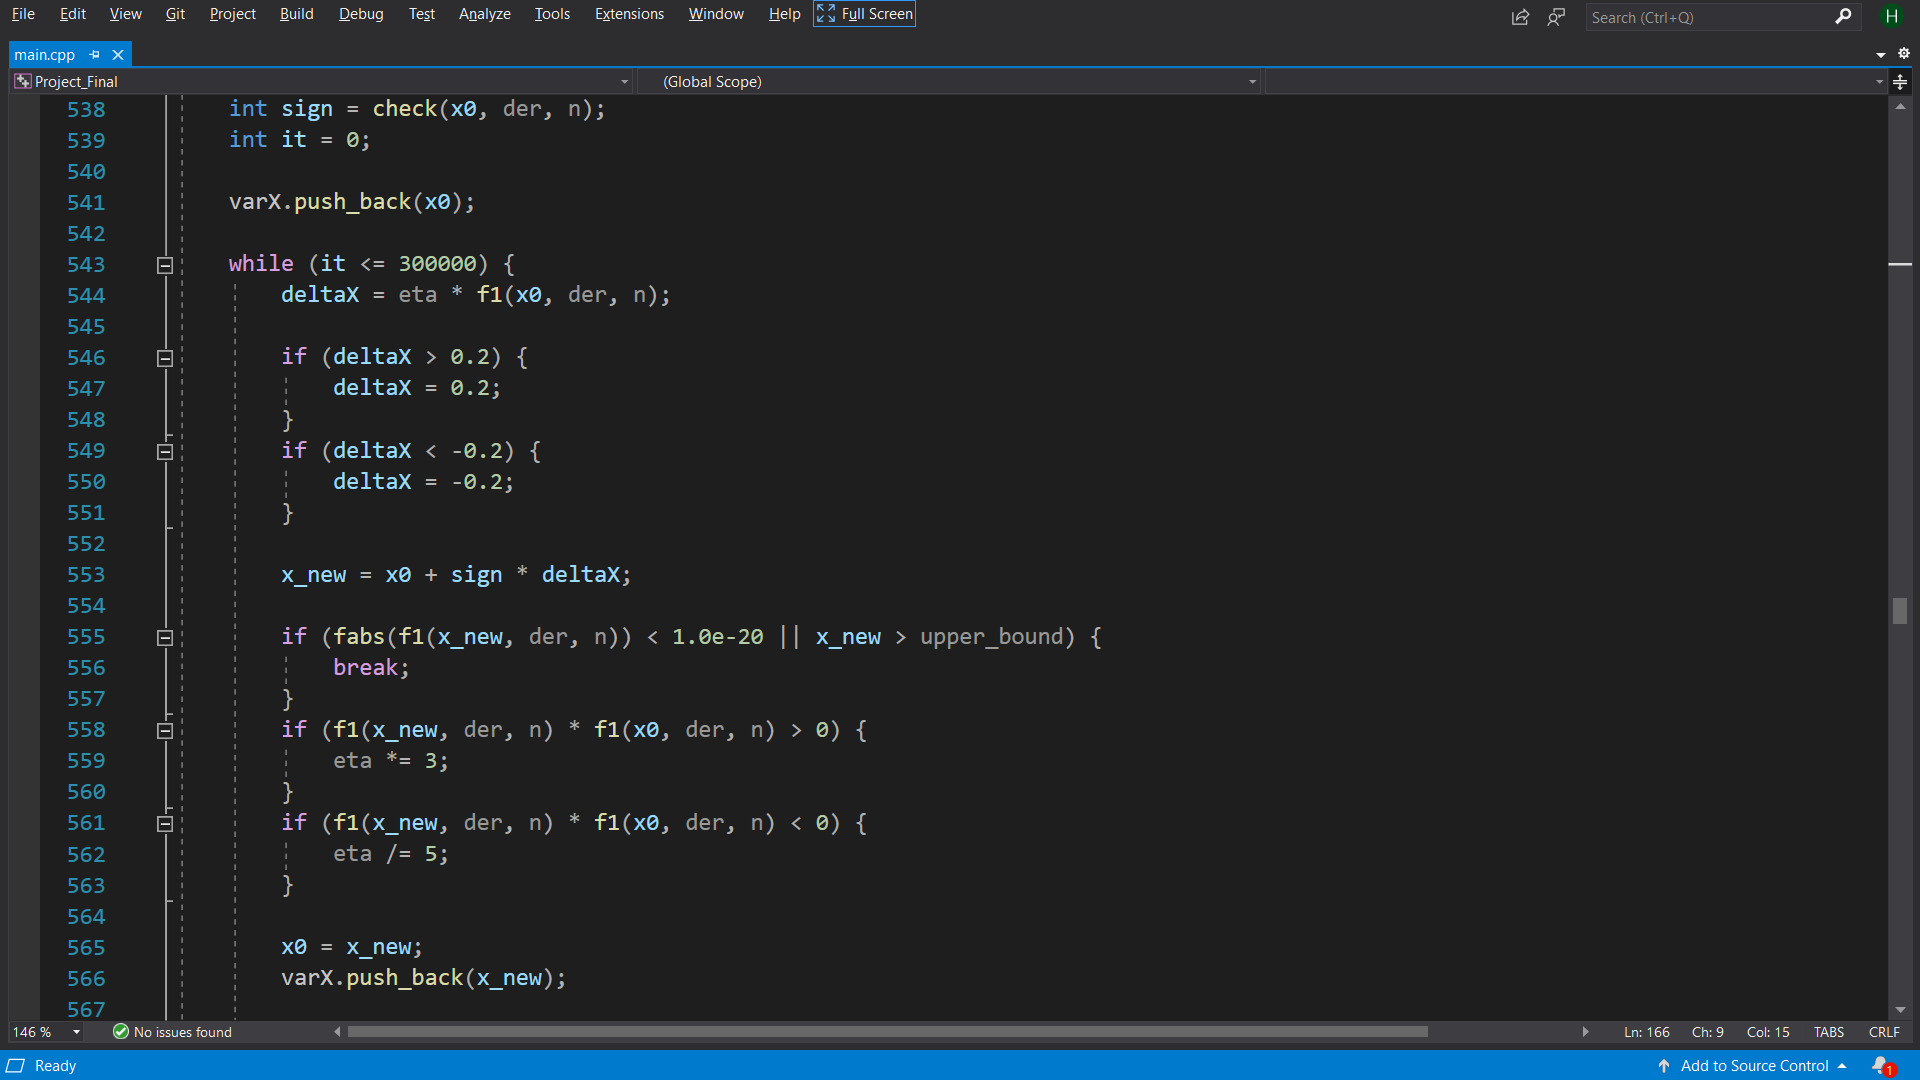 File Edit View Git Project Build Debug Test Analyze Tools Extensions Window Help Full Screen Search (Ctrl+Q) H
main.cpp
Project_Final (Global Scope)
538 int sign = check(x0, der, n);
539 int it = 0;
540
541 varX.push_back(x0);
542
543 while (it <= 300000) {
544 deltaX = eta * f1(x0, der, n);
545
546 if (deltaX > 0.2) {
547 deltaX = 0.2;
548 }
549 if (deltaX < -0.2) {
550 deltaX = -0.2;
551 }
552
553 x_new = x0 + sign * deltaX;
554
555 if (fabs(f1(x_new, der, n)) < 1.0e-20 || x_new > upper_bound) {
556 break;
557 }
558 if (f1(x_new, der, n) * f1(x0, der, n) > 0) {
559 eta *= 3;
560 }
561 if (f1(x_new, der, n) * f1(x0, der, n) < 0) {
562 eta /= 5;
563 }
564
565 x0 = x_new;
566 varX.push_back(x_new);
567
146 % No issues found Ln: 166 Ch: 9 Col: 15 TABS CRLF
Ready Add to Source Control 1